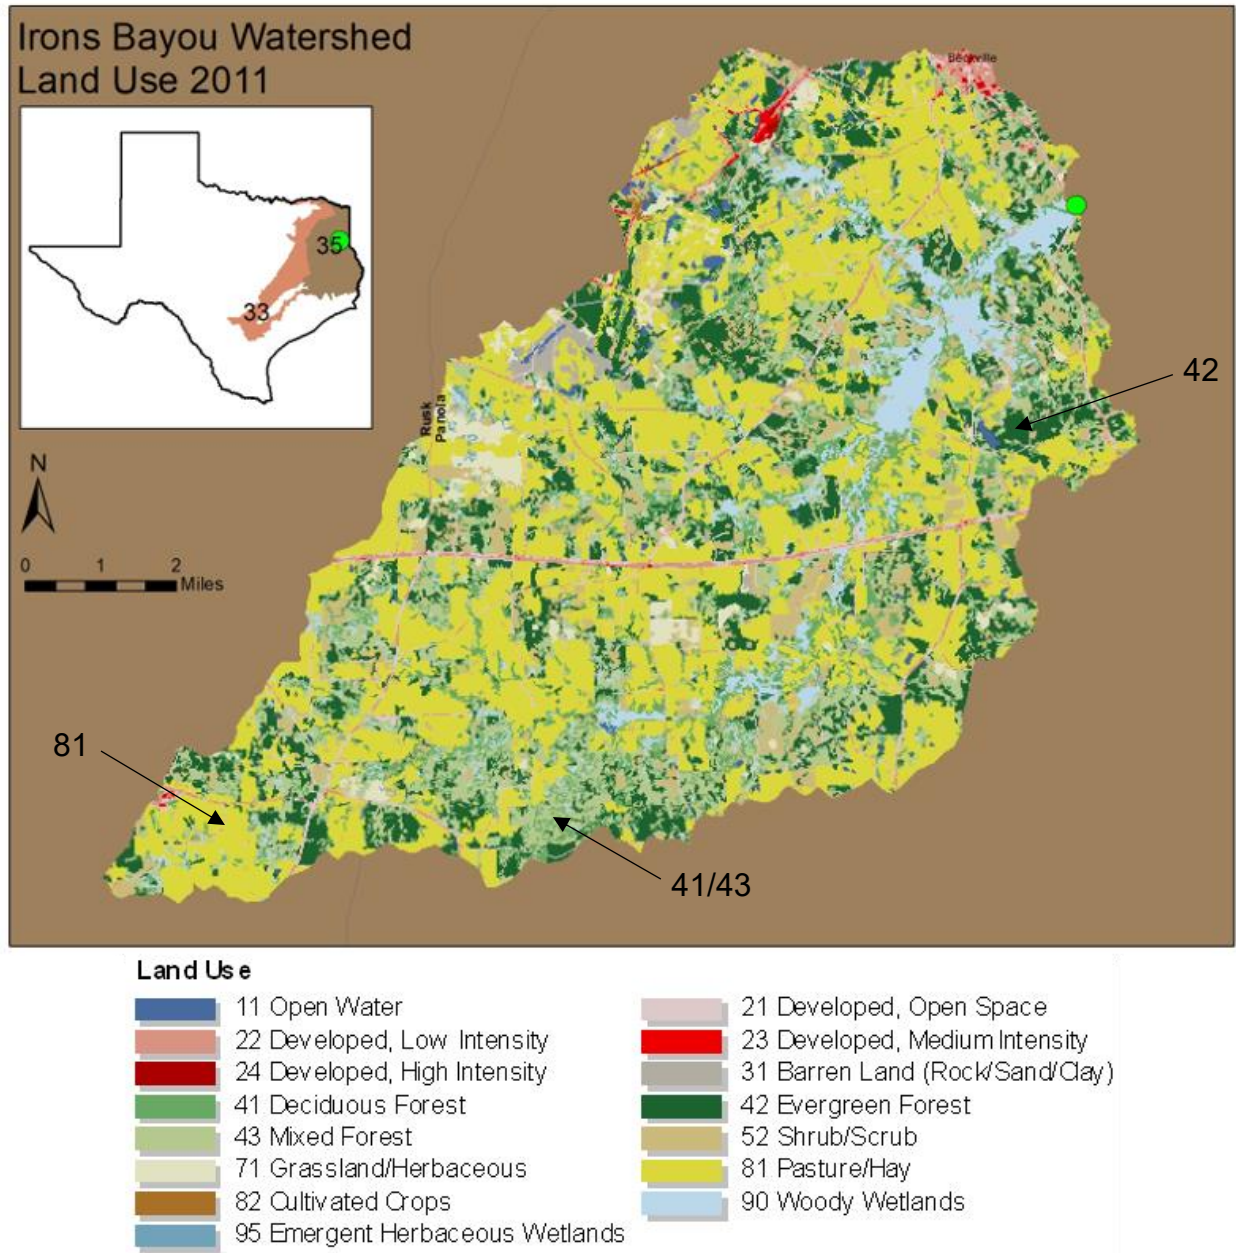 Irons Bayou Watershed
Land Use 2011
Beckville
35
33
42
Rusk
Panola
N
0 1 2
Miles
81
41/43
Land Use
11 Open Water
21 Developed, Open Space
22 Developed, Low Intensity
23 Developed, Medium Intensity
24 Developed, High Intensity
31 Barren Land (Rock/Sand/Clay)
41 Deciduous Forest
42 Evergreen Forest
43 Mixed Forest
52 Shrub/Scrub
71 Grassland/Herbaceous
81 Pasture/Hay
82 Cultivated Crops
90 Woody Wetlands
95 Emergent Herbaceous Wetlands